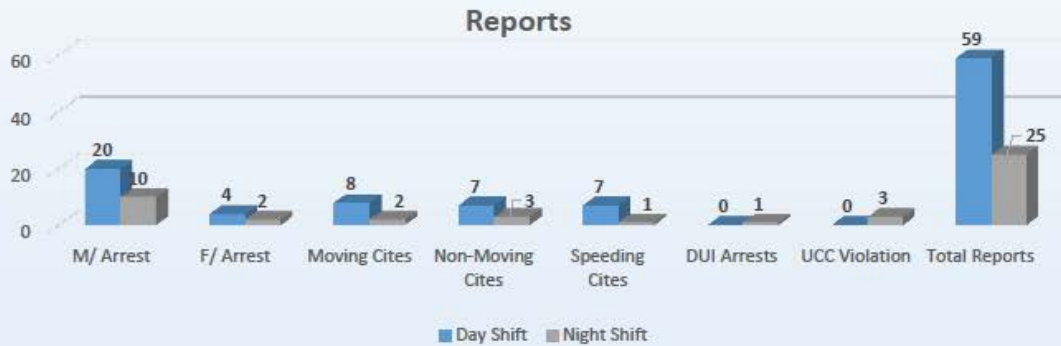 Reports
60
40
20
0
59
25
20
10
4
2
8
2
7
3
7
1
0
1
0
3
M/ Arrest
F/ Arrest
Moving Cites
Non-Moving
Cites
Speeding
Cites
DUI Arrests
UCC Violation
Total Reports
Day Shift
Night Shift